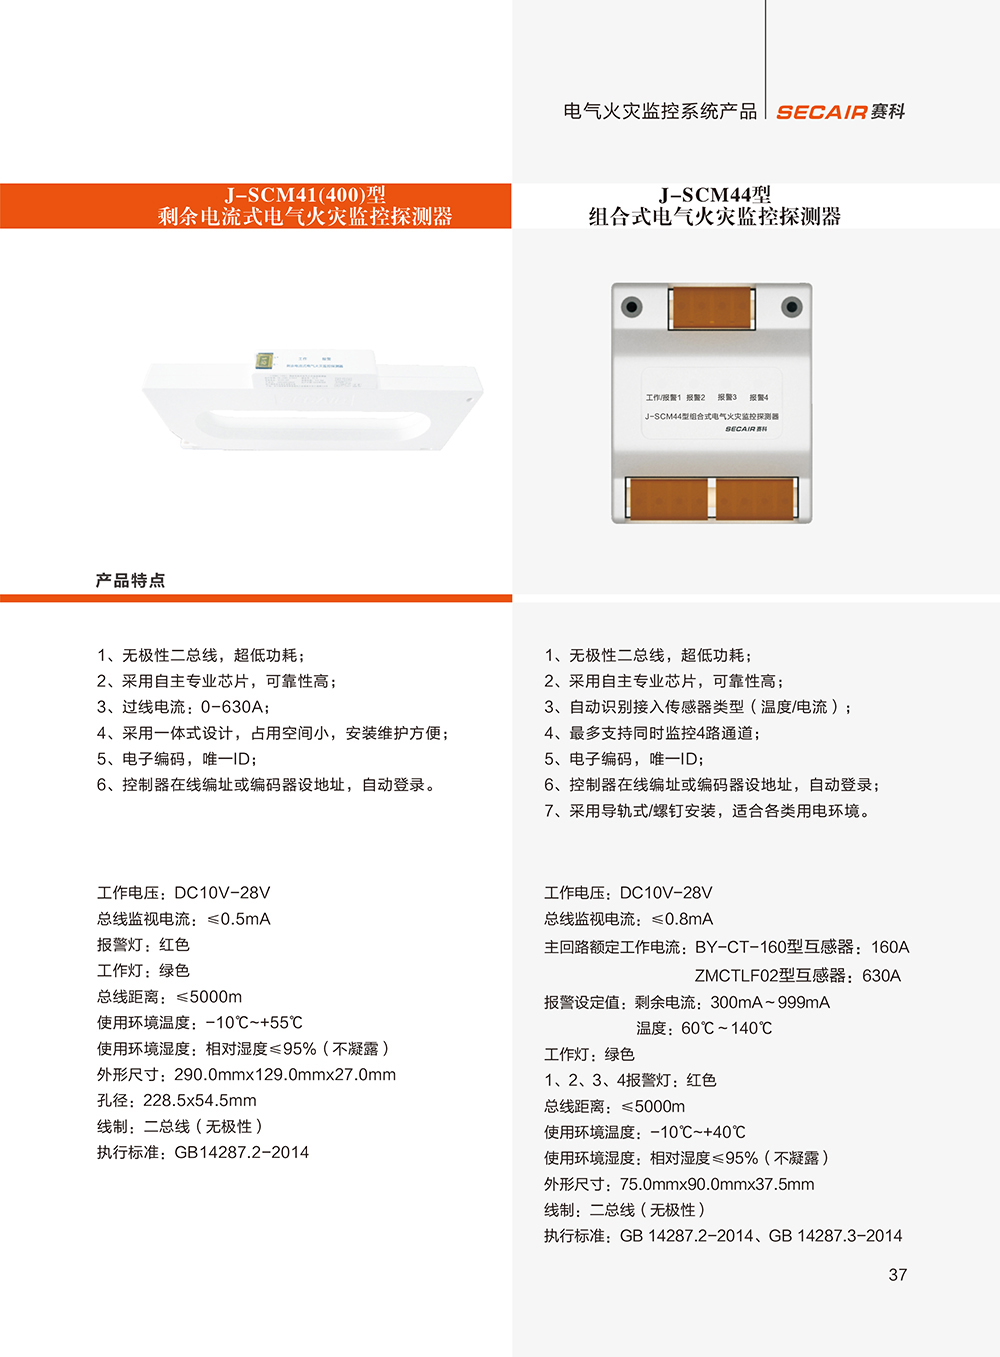 电气火灾监控系统产品 SECAIR 赛科
J-SCM41(400)型
剩余电流式电气火灾监控探测器
工作 报警
剩余电流式电气火灾监控探测器
产品特点
1、无极性二总线，超低功耗；
2、采用自主专业芯片，可靠性高；
3、过线电流：0-630A；
4、采用一体式设计，占用空间小，安装维护方便；
5、电子编码，唯一ID；
6、控制器在线编址或编码器设地址，自动登录。
工作电压：DC10V-28V
总线监视电流：≤0.5mA
报警灯：红色
工作灯：绿色
总线距离：≤5000m
使用环境温度：-10℃~+55℃
使用环境湿度：相对湿度≤95%（不凝露）
外形尺寸：290.0mmx129.0mmx27.0mm
孔径：228.5x54.5mm
线制：二总线（无极性）
执行标准：GB14287.2-2014
J-SCM44型
组合式电气火灾监控探测器
工作/报警1 报警2 报警3 报警4
J-SCM44型组合式电气火灾监控探测器
SECAIR 赛科
1、无极性二总线，超低功耗；
2、采用自主专业芯片，可靠性高；
3、自动识别接入传感器类型（温度/电流）；
4、最多支持同时监控4路通道；
5、电子编码，唯一ID；
6、控制器在线编址或编码器设地址，自动登录；
7、采用导轨式/螺钉安装，适合各类用电环境。
工作电压：DC10V-28V
总线监视电流：≤0.8mA
主回路额定工作电流：BY-CT-160型互感器：160A
ZMCTLF02型互感器：630A
报警设定值：剩余电流：300mA～999mA
温度：60℃～140℃
工作灯：绿色
1、2、3、4报警灯：红色
总线距离：≤5000m
使用环境温度：-10℃~+40℃
使用环境湿度：相对湿度≤95%（不凝露）
外形尺寸：75.0mmx90.0mmx37.5mm
线制：二总线（无极性）
执行标准：GB 14287.2-2014、GB 14287.3-2014
37